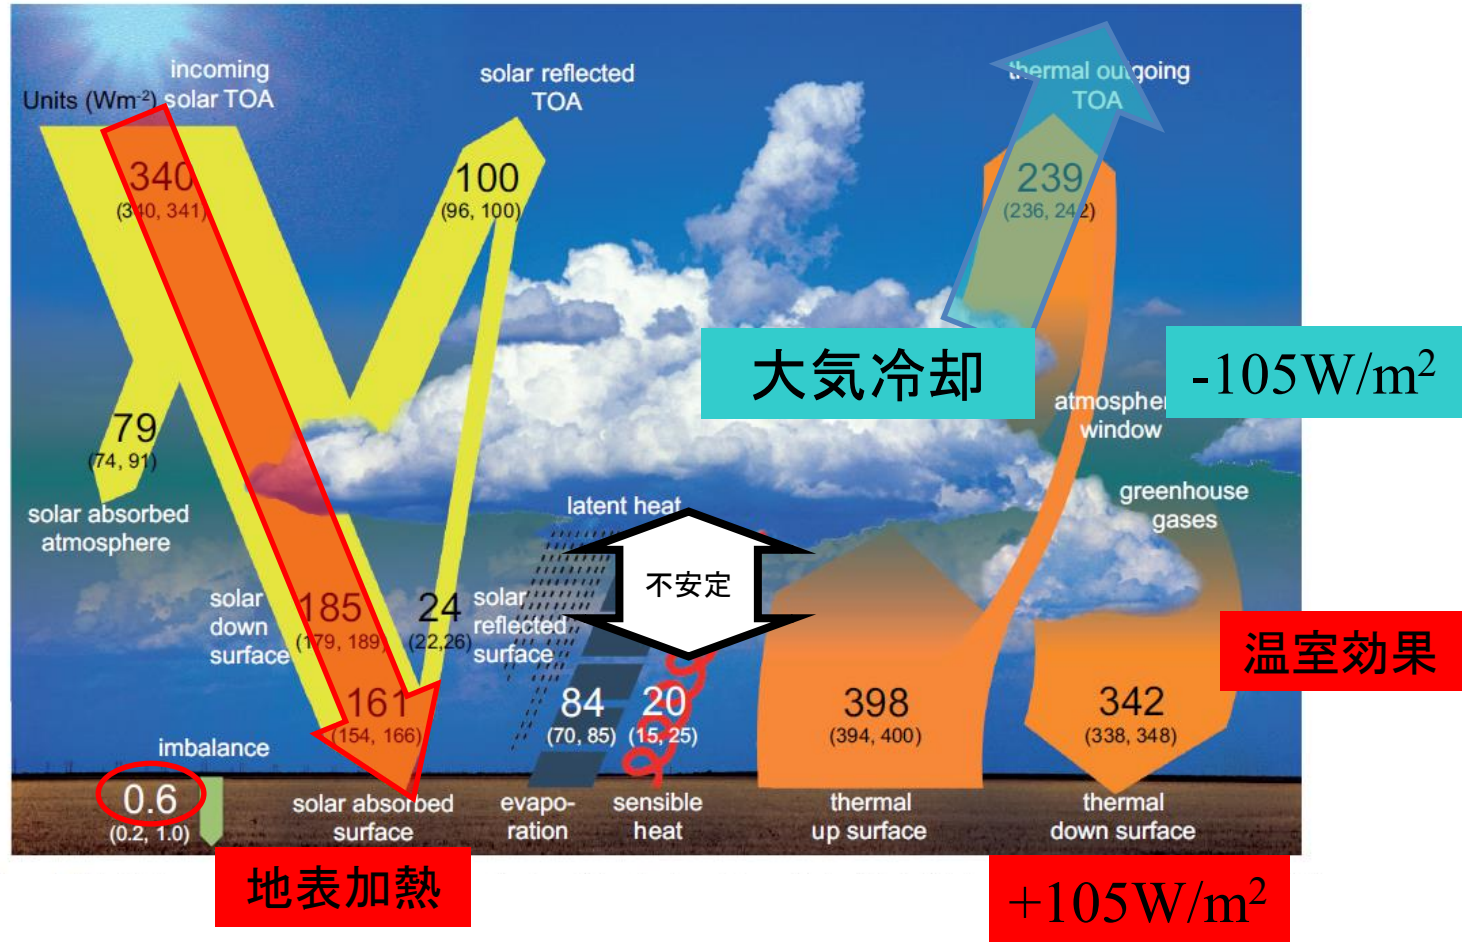 incoming
solar TOA
Units (Wm-2)
340
(340, 341)
solar reflected
TOA
100
(96, 100)
thermal outgoing
TOA
239
(236, 242)
大気冷却
-105W/m2
79
(74, 91)
solar absorbed
atmosphere
atmospher
window
latent heat
greenhouse
gases
不安定
solar
down
surface
185
(179, 189)
24
(22,26)
solar
reflected
surface
温室効果
161
(154, 166)
84
(70, 85)
20
(15, 25)
398
(394, 400)
342
(338, 348)
imbalance
0.6
(0.2, 1.0)
solar absorbed
surface
evapo-
ration
sensible
heat
thermal
up surface
thermal
down surface
地表加熱
+105W/m2